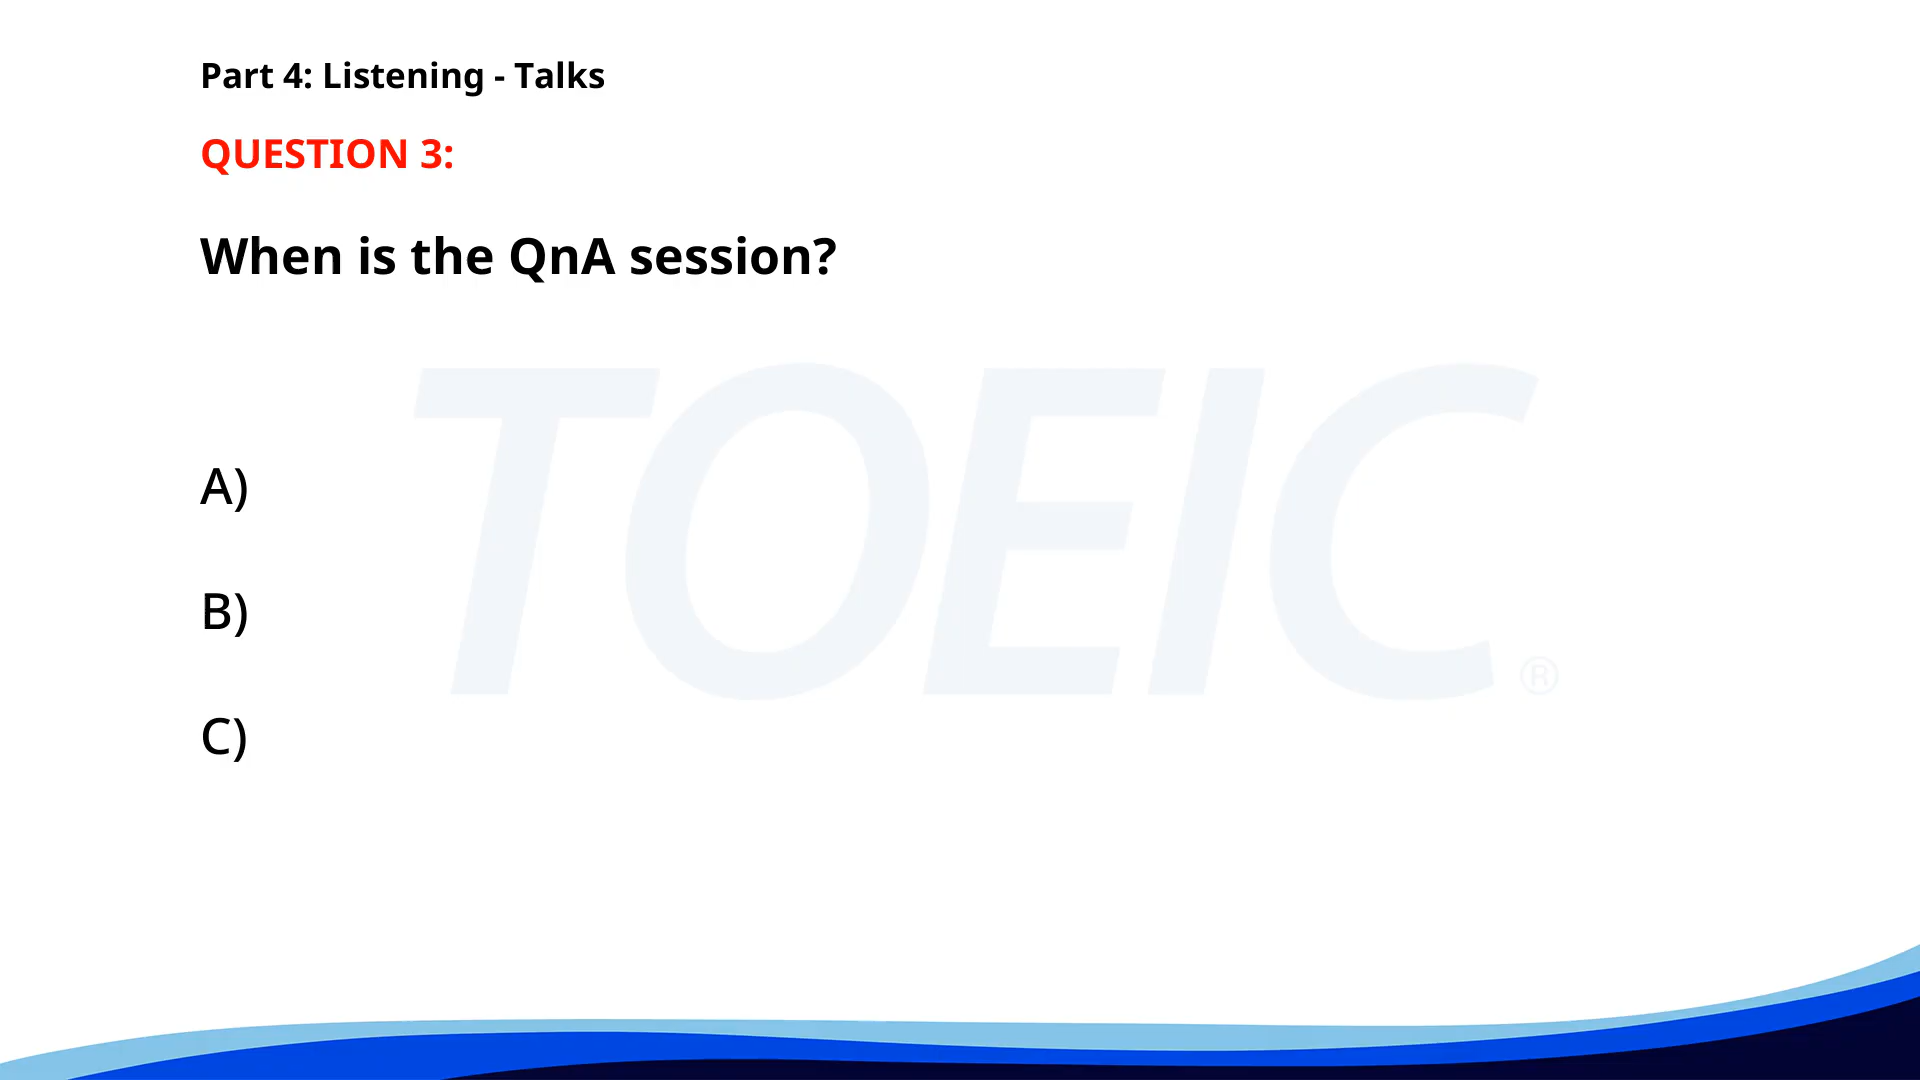 Part 4: Listening - Talks
QUESTION 3:
When is the QnA session?
TOEIC®
A)
B)
C)